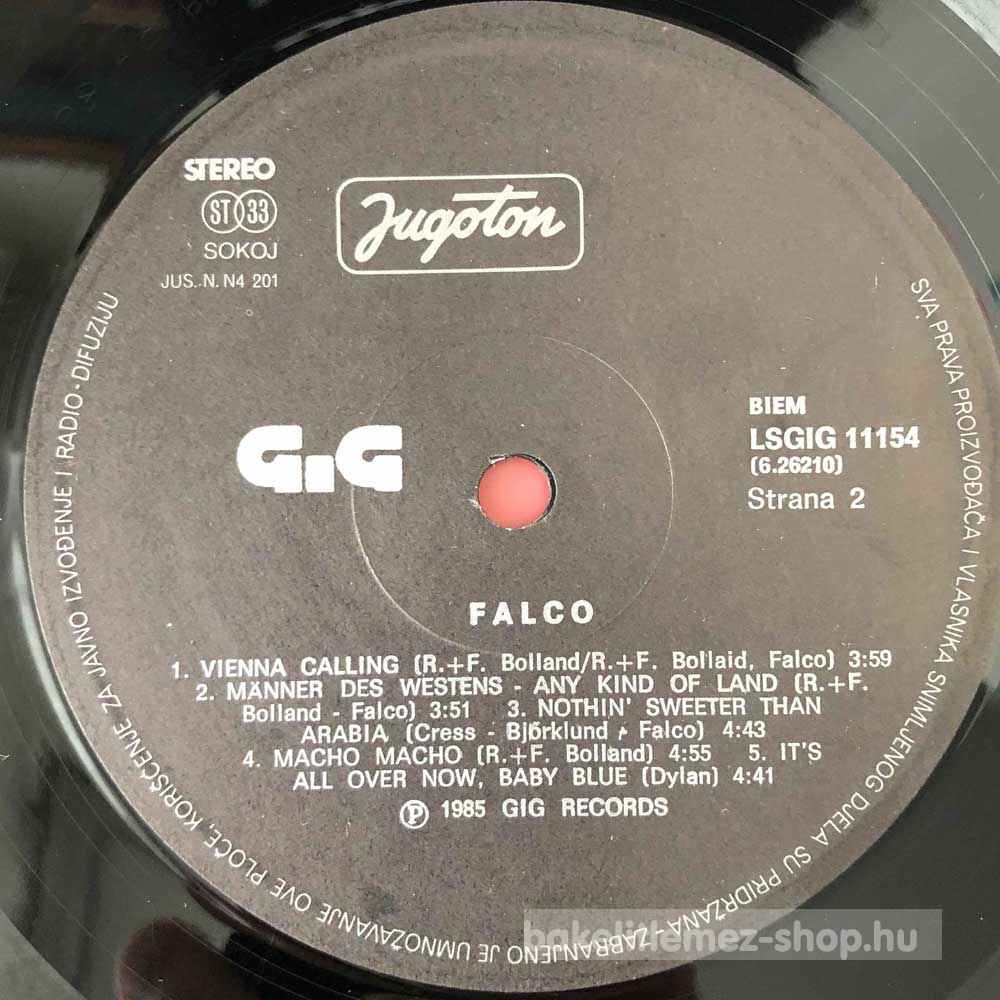 STEREO
ST 33
SOKOJ
JUS.-N. N4 201
Jugoton
GIG
BIEM
LSGIG 11154
(6.26210)
Strana 2
FALCO
1. VIENNA CALLING (R.+F. Bolland/R.+F. Bollaid, Falco) 3:59
2. MÄNNER DES WESTENS - ANY KIND OF LAND (R.+F.
Bolland - Falco) 3:51 3. NOTHIN' SWEETER THAN
ARABIA (Cress - Björklund - Falco) 4:43
4. MACHO MACHO (R.+F. Bolland) 4:55 5. IT'S
ALL OVER NOW, BABY BLUE (Dylan) 4:41
Ⓟ 1985 GIG RECORDS
SVA PRAVA PROIZVOĐAČA I VLASNIKA SNIMLJENOG DJELA SU PRIDRŽANA - ZABRANJENO JE UMNOŽAVANJE OVE PLOČE, KORIŠĆENJE ZA JAVNO IZVOĐENJE I RADIO-DIFUZIJU
bakelitlemez-shop.hu